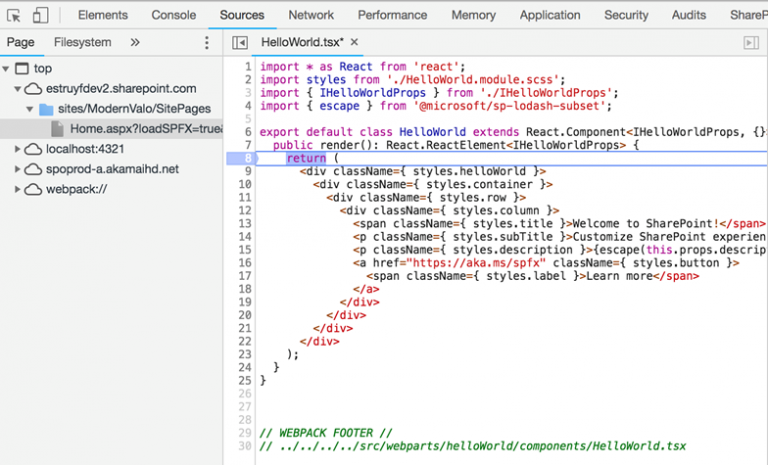 Elements Console Sources Network Performance Memory Application Security Audits ShareP
Page Filesystem » HelloWorld.tsx* ×
top
estruyfdev2.sharepoint.com
sites/ModernValo/SitePages
Home.aspx?loadSPFX=true&
localhost:4321
spoprod-a.akamaihd.net
webpack://
1 import * as React from 'react';
2 import styles from './HelloWorld.module.scss';
3 import { IHelloWorldProps } from './IHelloWorldProps';
4 import { escape } from '@microsoft/sp-lodash-subset';
5
6 export default class HelloWorld extends React.Component<IHelloWorldProps, {}
7 public render(): React.ReactElement<IHelloWorldProps> {
8 return (
9 <div className={ styles.helloWorld }>
10 <div className={ styles.container }>
11 <div className={ styles.row }>
12 <div className={ styles.column }>
13 <span className={ styles.title }>Welcome to SharePoint!</span>
14 <p className={ styles.subTitle }>Customize SharePoint experien
15 <p className={ styles.description }>{escape(this.props.descrip
16 <a href="https://aka.ms/spfx" className={ styles.button }>
17 <span className={ styles.label }>Learn more</span>
18 </a>
19 </div>
20 </div>
21 </div>
22 </div>
23 );
24 }
25 }
26
27
28
29 // WEBPACK FOOTER //
30 // ../../../../src/webparts/helloWorld/components/HelloWorld.tsx